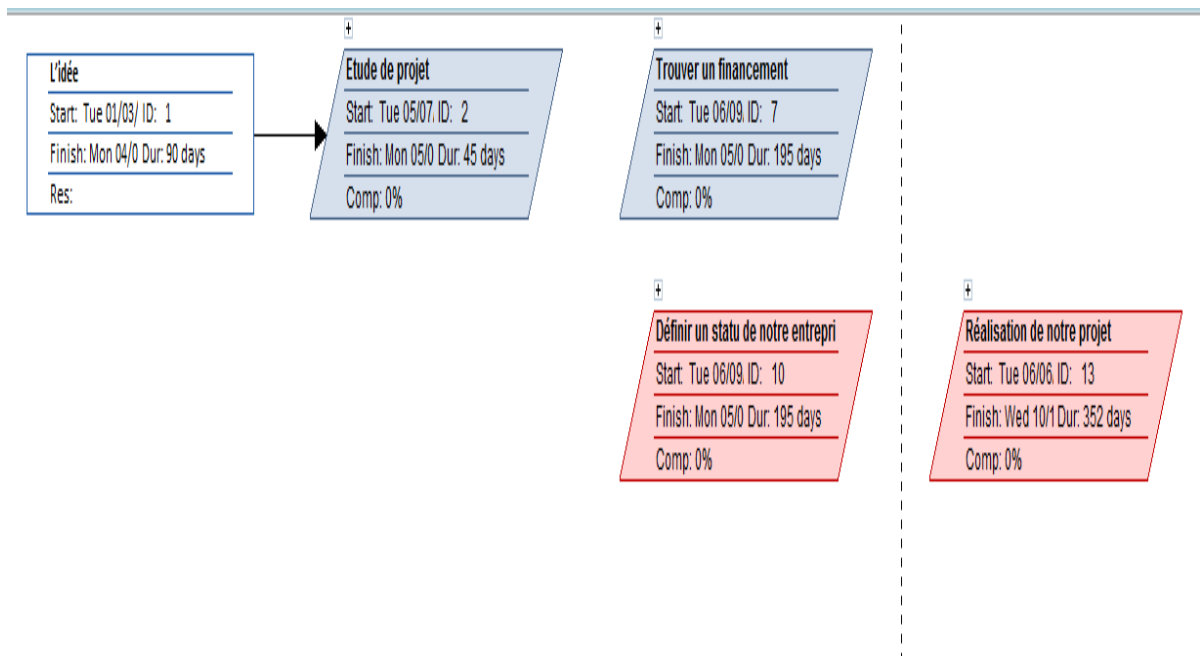 L'idée
Start: Tue 01/03/ ID: 1
Finish: Mon 04/0 Dur: 90 days
Res:
Etude de projet
Start: Tue 05/07. ID: 2
Finish: Mon 05/0 Dur: 45 days
Comp: 0%
Trouver un financement
Start: Tue 06/09. ID: 7
Finish: Mon 05/0 Dur: 195 days
Comp: 0%
Définir un statu de notre entrepri
Start: Tue 06/09. ID: 10
Finish: Mon 05/0 Dur: 195 days
Comp: 0%
Réalisation de notre projet
Start: Tue 06/06. ID: 13
Finish: Wed 10/1 Dur: 352 days
Comp: 0%